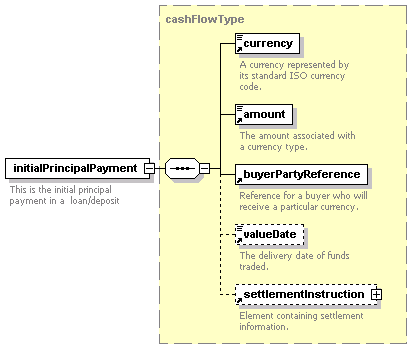 cashFlowType
currency
A currency represented by
its standard ISO currency
code.
amount
The amount associated with
a currency type.
initialPrincipalPayment
This is the initial principal
payment in a loan/deposit
buyerPartyReference
Reference for a buyer who will
receive a particular currency.
valueDate
The delivery date of funds
traded.
settlementInstruction
Element containing settlement
information.